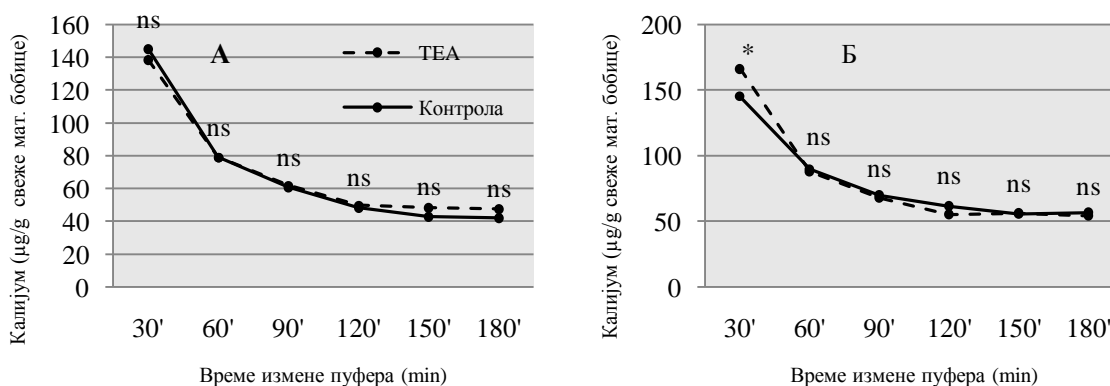 Калијум (µg/g свеже мат. бобице)
160
140
120
100
80
60
40
20
0
ns
ns
ns
ns
ns
ns
А
ТЕА
Контрола
30' 60' 90' 120' 150' 180'
Време измене пуфера (min)
Калијум (µg/g свеже мат. бобице)
200
150
100
50
0
*
ns
ns
ns
ns
ns
Б
30' 60' 90' 120' 150' 180'
Време измене пуфера (min)